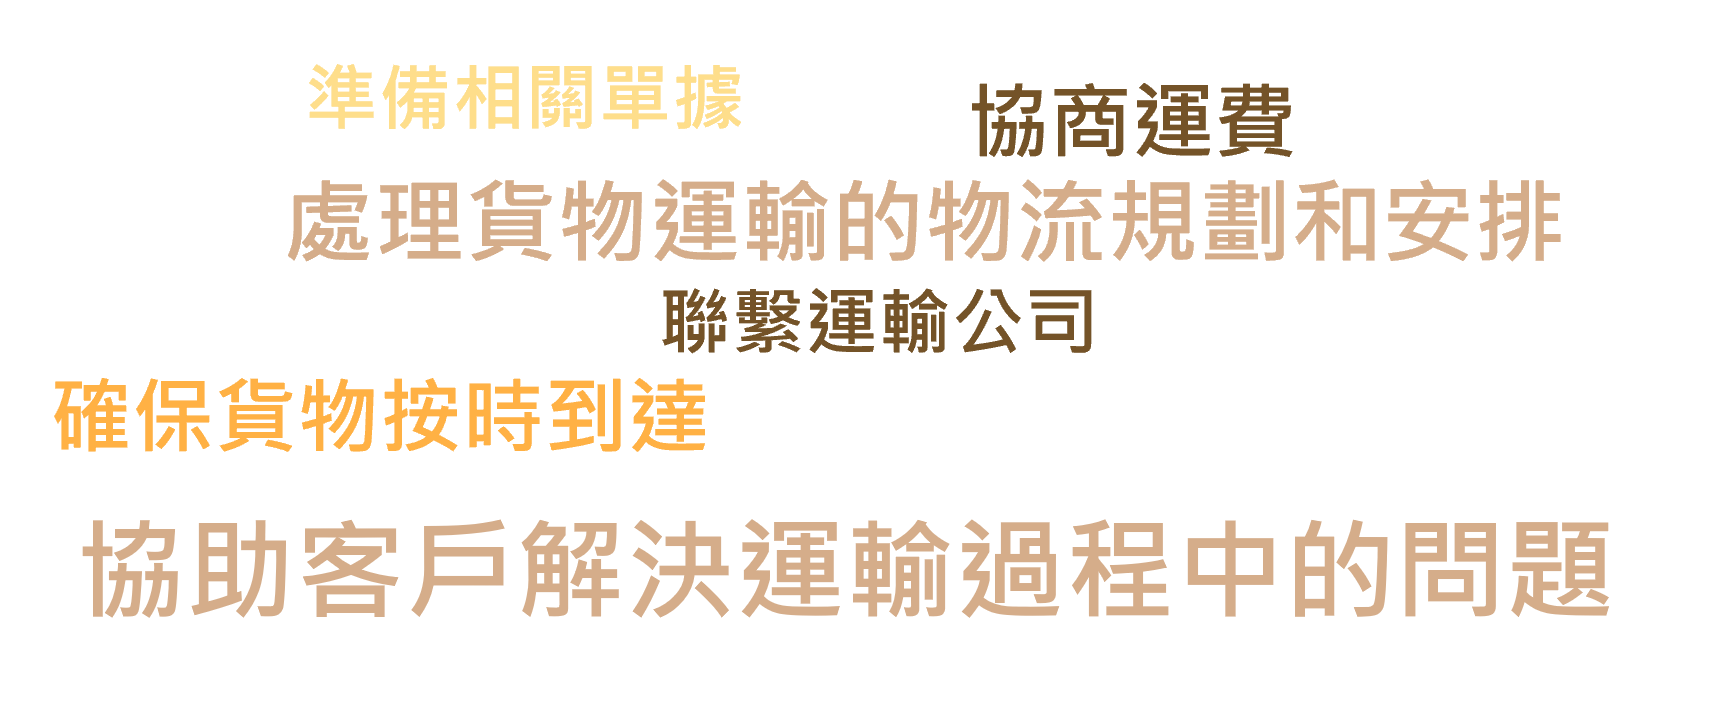 準備相關單據
協商運費
處理貨物運輸的物流規劃和安排
聯繫運輸公司
確保貨物按時到達
協助客戶解決運輸過程中的問題